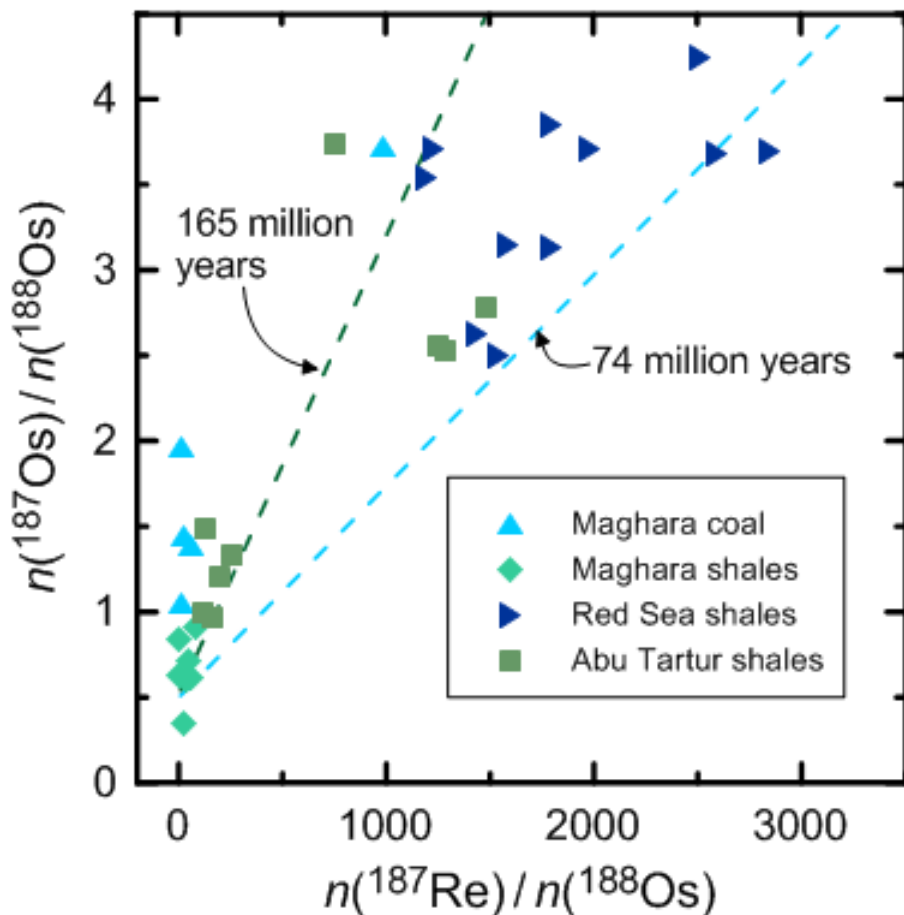 4
3
2
1
0
n(¹⁸⁷Os) / n(¹⁸⁸Os)
165 million
years
74 million years
Maghara coal
Maghara shales
Red Sea shales
Abu Tartur shales
0 1000 2000 3000
n(¹⁸⁷Re) / n(¹⁸⁸Os)